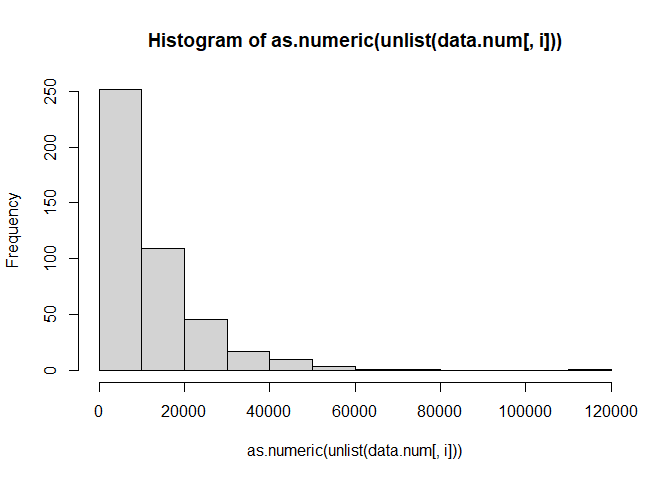 Histogram of as.numeric(unlist(data.num[, i]))
Frequency
250
200
150
100
50
0
0 20000 40000 60000 80000 100000 120000
as.numeric(unlist(data.num[, i]))